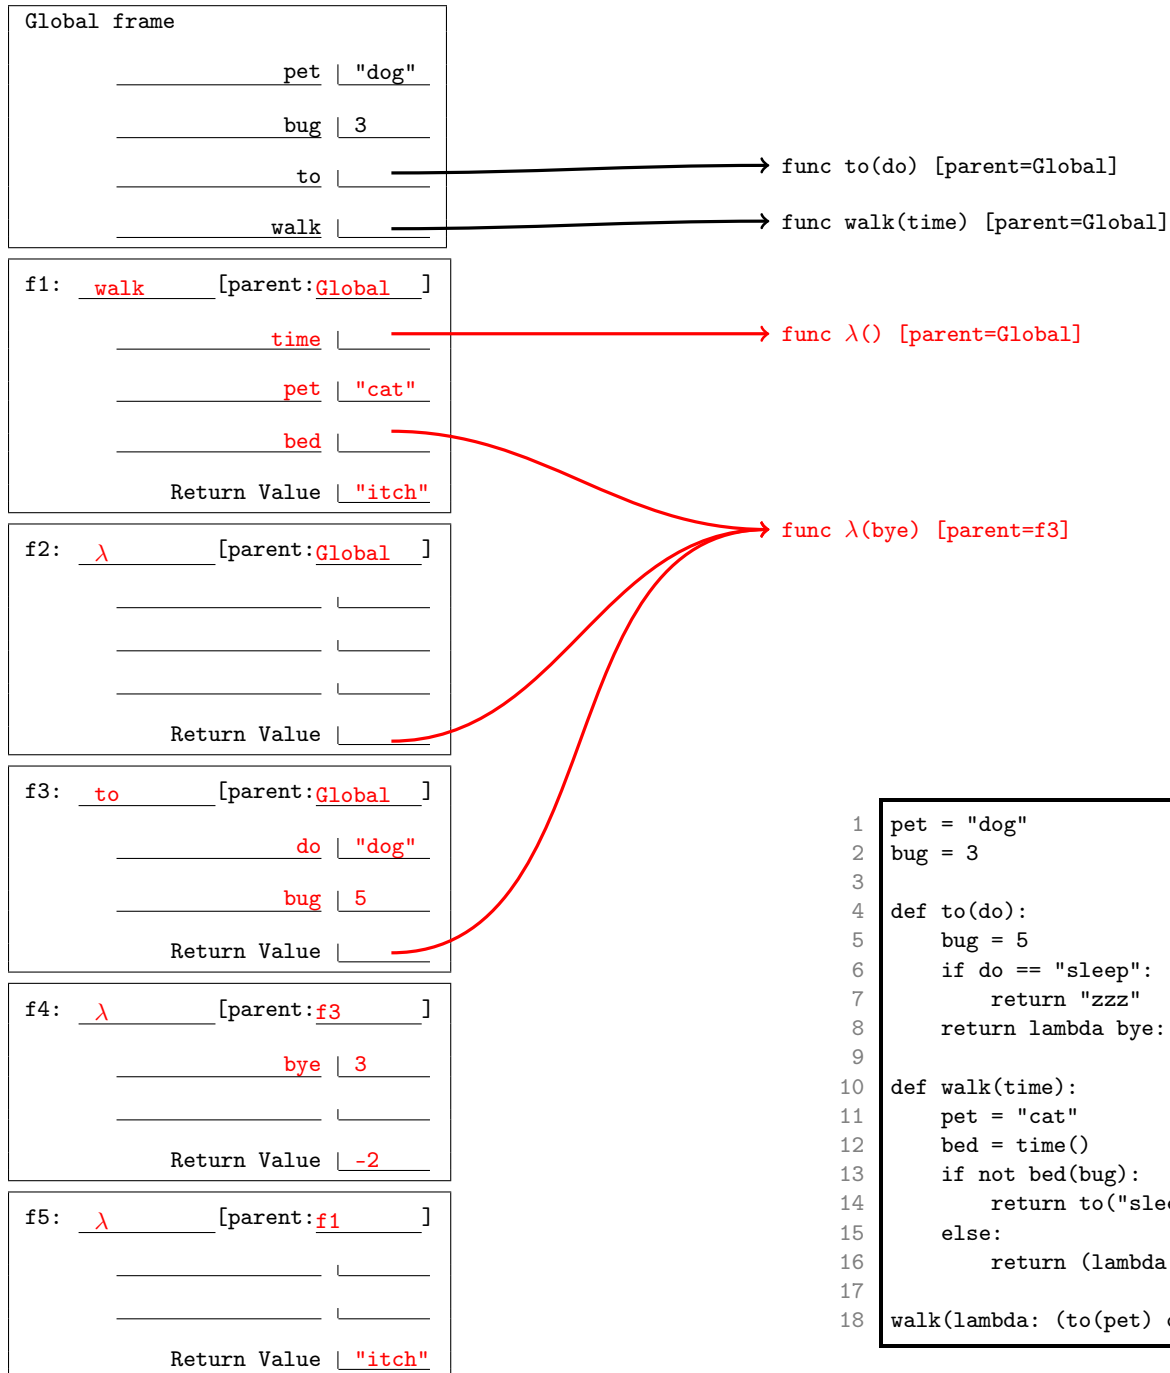 Global frame
pet "dog"
bug 3
to func to(do) [parent=Global]
walk func walk(time) [parent=Global]
f1: walk [parent:Global ]
time func λ() [parent=Global]
pet "cat"
bed
Return Value "itch"
func λ(bye) [parent=f3]
f2: λ [parent:Global ]
Return Value
f3: to [parent:Global ]
do "dog"
bug 5
Return Value
f4: λ [parent:f3 ]
bye 3
Return Value -2
f5: λ [parent:f1 ]
Return Value "itch"
1 pet = "dog"
2 bug = 3
3
4 def to(do):
5 bug = 5
6 if do == "sleep":
7 return "zzz"
8 return lambda bye:
9
10 def walk(time):
11 pet = "cat"
12 bed = time()
13 if not bed(bug):
14 return to("slee
15 else:
16 return (lambda
17
18 walk(lambda: (to(pet)